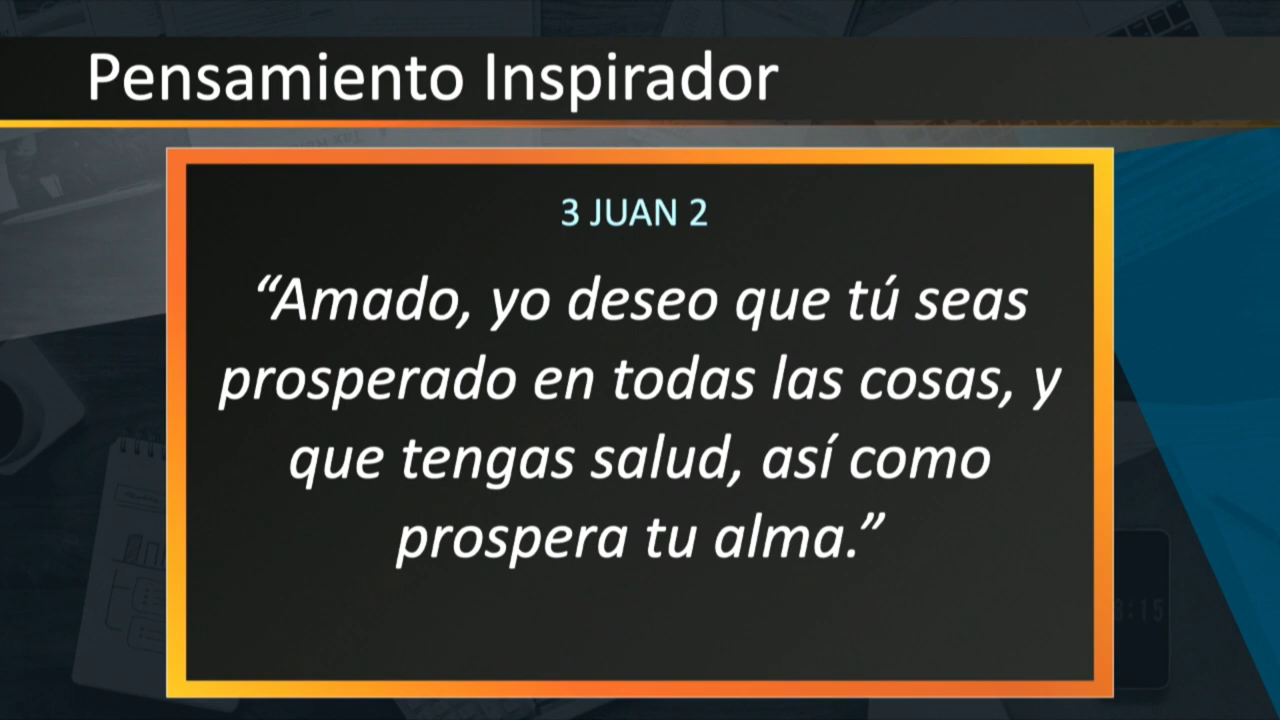 Pensamiento Inspirador
3 JUAN 2
“Amado, yo deseo que tú seas
prosperado en todas las cosas, y
que tengas salud, así como
prospera tu alma.”